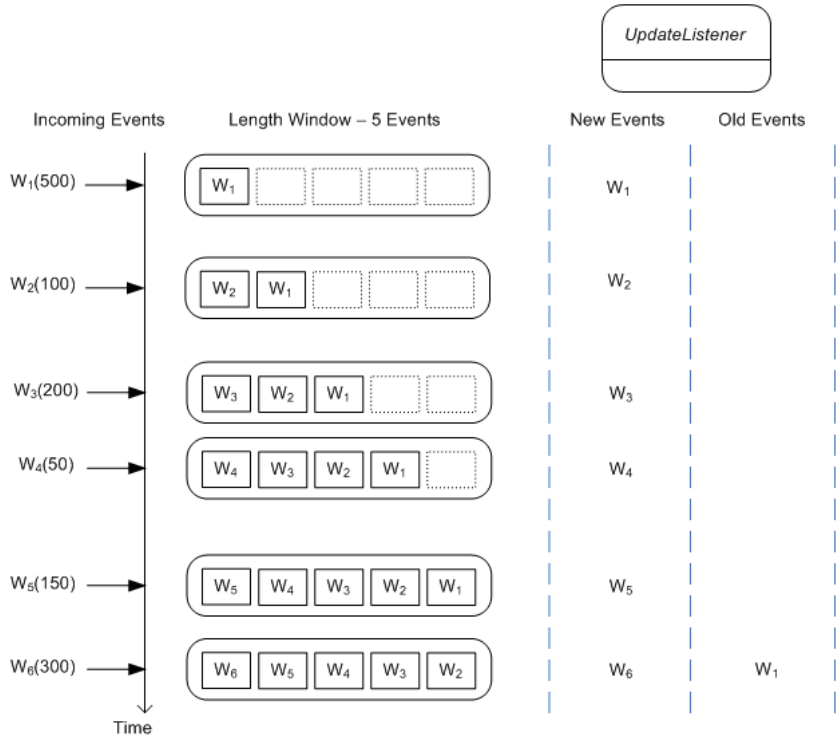 UpdateListener
Incoming Events Length Window – 5 Events New Events Old Events
W₁(500) W₁ W₁
W₂(100) W₂ W₁ W₂
W₃(200) W₃ W₂ W₁ W₃
W₄(50) W₄ W₃ W₂ W₁ W₄
W₅(150) W₅ W₄ W₃ W₂ W₁ W₅
W₆(300) W₆ W₅ W₄ W₃ W₂ W₆ W₁
Time